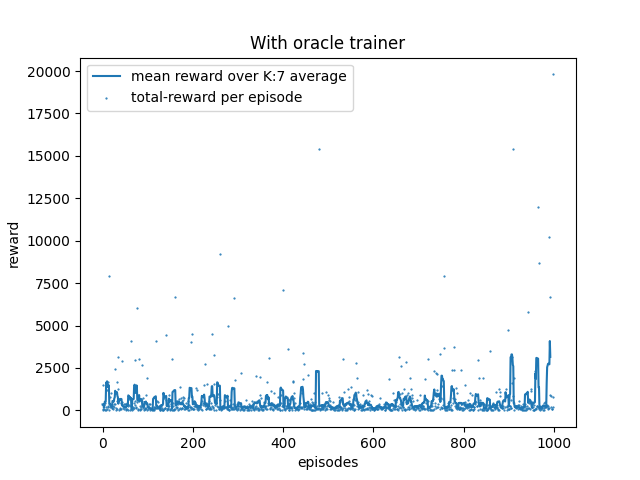 With oracle trainer
mean reward over K:7 average
total-reward per episode
20000
17500
15000
12500
10000
7500
5000
2500
0
reward
0 200 400 600 800 1000
episodes